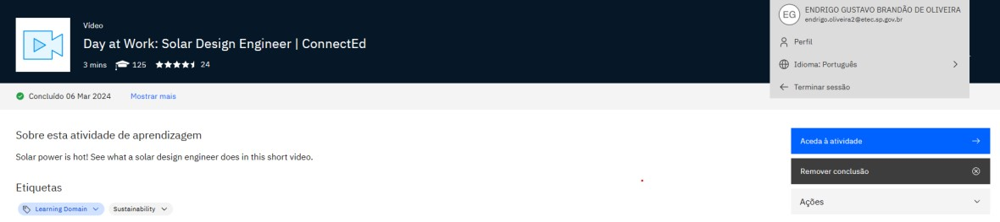 Vídeo
Day at Work: Solar Design Engineer | ConnectEd
3 mins 125 24
EG ENDRIGO GUSTAVO BRANDÃO DE OLIVEIRA
endrigo.oliveira2@etec.sp.gov.br
Perfil
Idioma: Português
Terminar sessão
Concluído 06 Mar 2024 Mostrar mais
Sobre esta atividade de aprendizagem
Solar power is hot! See what a solar design engineer does in this short video.
Etiquetas
Learning Domain Sustainability
Aceda à atividade
Remover conclusão
Ações